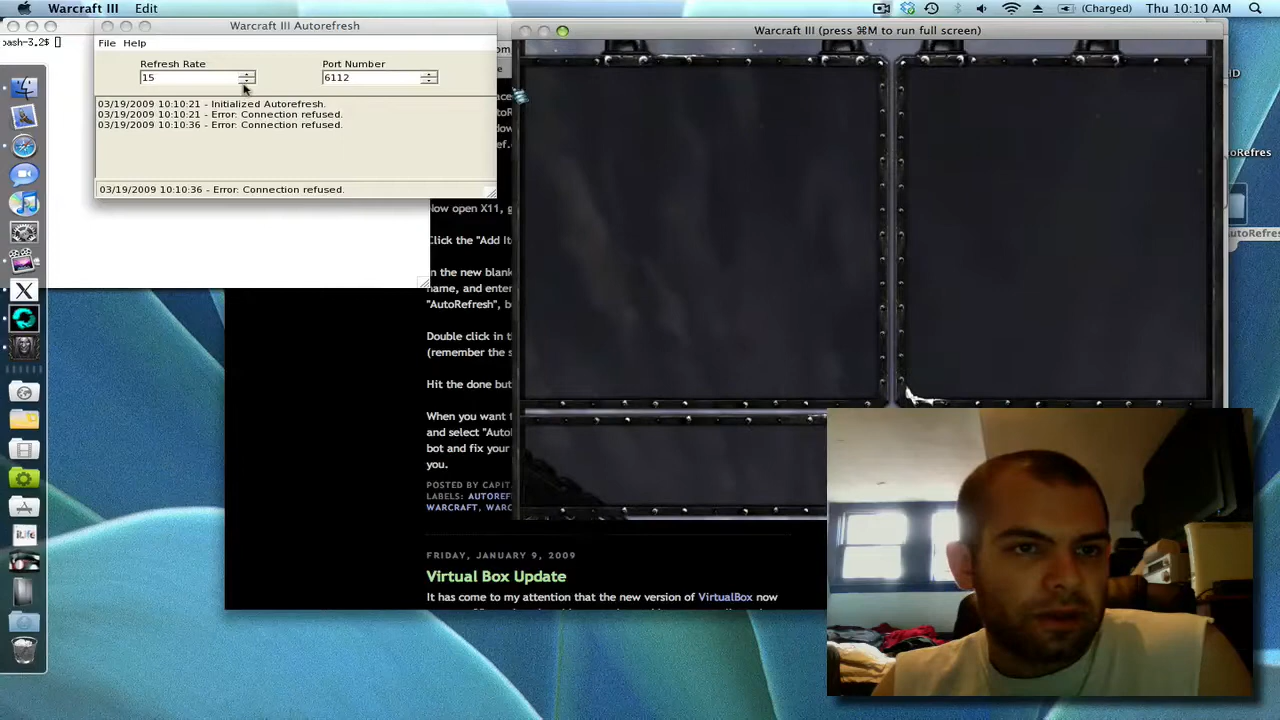 Warcraft III Edit
(Charged) Thu 10:10 AM
bash-3.2$
Warcraft III Autorefresh
File Help
Refresh Rate Port Number
15 6112
03/19/2009 10:10:21 - Initialized Autorefresh.
03/19/2009 10:10:21 - Error: Connection refused.
03/19/2009 10:10:36 - Error: Connection refused.
03/19/2009 10:10:36 - Error: Connection refused.
Warcraft III (press ⌘M to run full screen)
Now open X11, g
Click the "Add Ite
In the new blank
name, and enter
"AutoRefresh", b
Double click in th
(remember the s
Hit the done but
When you want t
and select "Auto
bot and fix your
you.
POSTED BY CAPIT
LABELS: AUTOREF
WARCRAFT, WARC
FRIDAY, JANUARY 9, 2009
Virtual Box Update
It has come to my attention that the new version of VirtualBox now
iLife